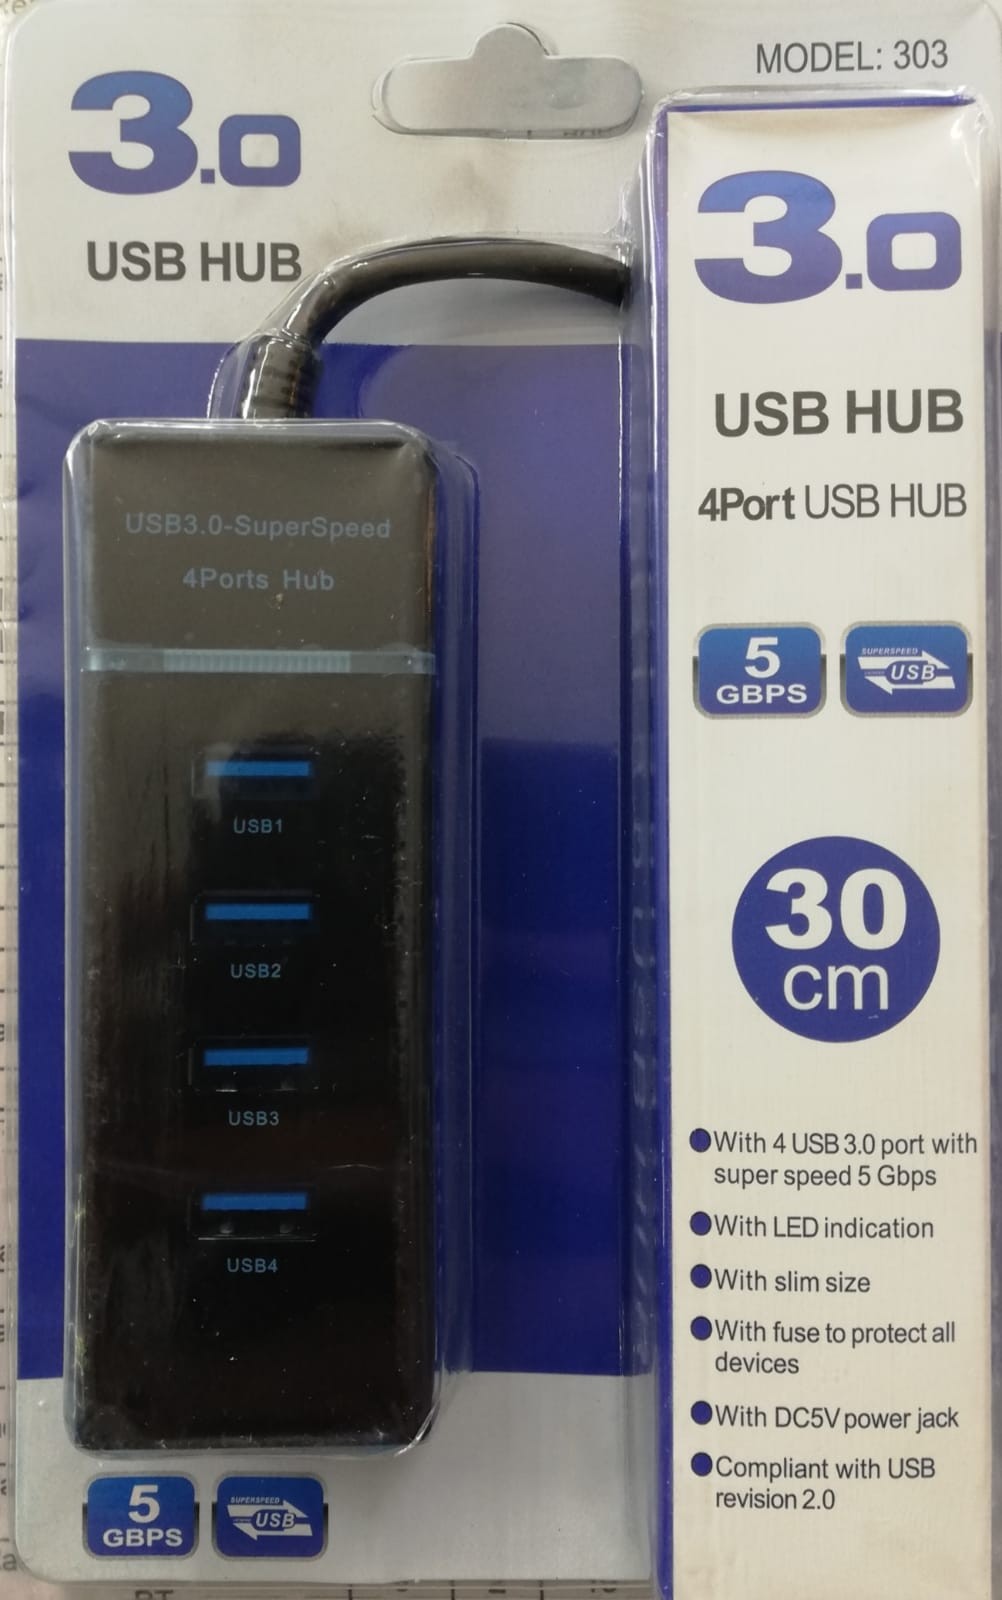 MODEL: 303
3.0
USB HUB
USB3.0-SuperSpeed
4Ports Hub
USB1
USB2
USB3
USB4
5
GBPS
SUPERSPEED
USB
3.0
USB HUB
4Port USB HUB
5
GBPS
SUPERSPEED
USB
30
cm
With 4 USB 3.0 port with
super speed 5 Gbps
With LED indication
With slim size
With fuse to protect all
devices
With DC5V power jack
Compliant with USB
revision 2.0